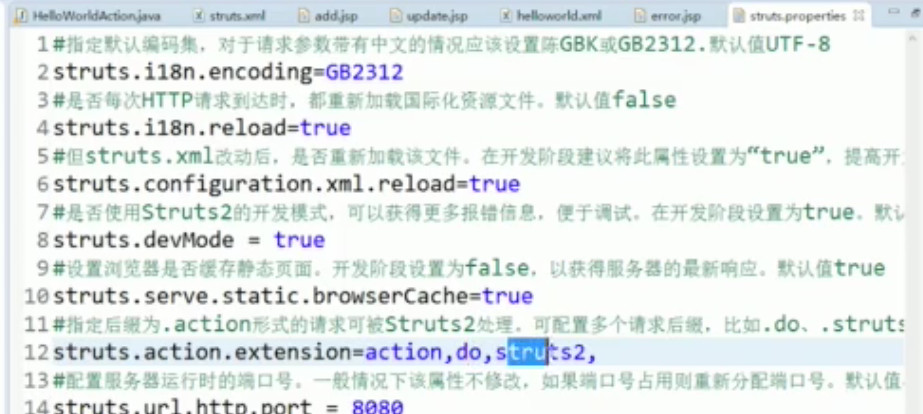 HelloWorldAction.java struts.xml add.jsp update.jsp helloworld.xml error.jsp struts.properties
1 #指定默认编码集，对于请求参数带有中文的情况应该设置陈GBK或GB2312.默认值UTF-8
2 struts.i18n.encoding=GB2312
3 #是否每次HTTP请求到达时，都重新加载国际化资源文件。默认值false
4 struts.i18n.reload=true
5 #但struts.xml改动后，是否重新加载该文件。在开发阶段建议将此属性设置为“true”，提高开
6 struts.configuration.xml.reload=true
7 #是否使用Struts2的开发模式，可以获得更多报错信息，便于调试。在开发阶段设置为true。默认
8 struts.devMode = true
9 #设置浏览器是否缓存静态页面。开发阶段设置为false，以获得服务器的最新响应。默认值true
10 struts.serve.static.browserCache=true
11 #指定后缀为.action形式的请求可被Struts2处理。可配置多个请求后缀，比如.do、.struts
12 struts.action.extension=action,do,struts2,
13 #配置服务器运行时的端口号。一般情况下该属性不修改，如果端口号占用则重新分配端口号。默认值
14 struts.url.http.port = 8080